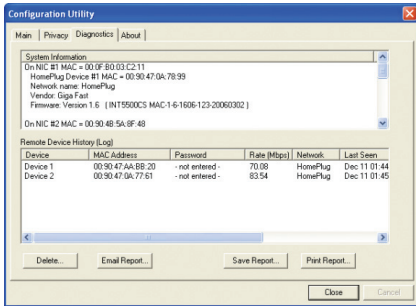 Configuration Utility
Main Privacy Diagnostics About
System Information
On NIC #1 MAC = 00:0F:B0:03:C2:11
HomePlug Device #1 MAC = 00:90:47:0A:78:99
Network name: HomePlug
Vendor: Giga Fast
Firmware: Version 1.6 ( INT5500CS MAC-1-6-1606-123-20060302 )
On NIC #2 MAC = 00:90:4B:5A:8F:48
Remote Device History (Log)
Device MAC Address Password Rate (Mbps) Network Last Seen
Device 1 00:90:47:AA:BB:20 - not entered - 70.08 HomePlug Dec 11 01:44
Device 2 00:90:47:0A:77:61 - not entered - 83.54 HomePlug Dec 11 01:45
Delete... Email Report... Save Report... Print Report...
Close Cancel